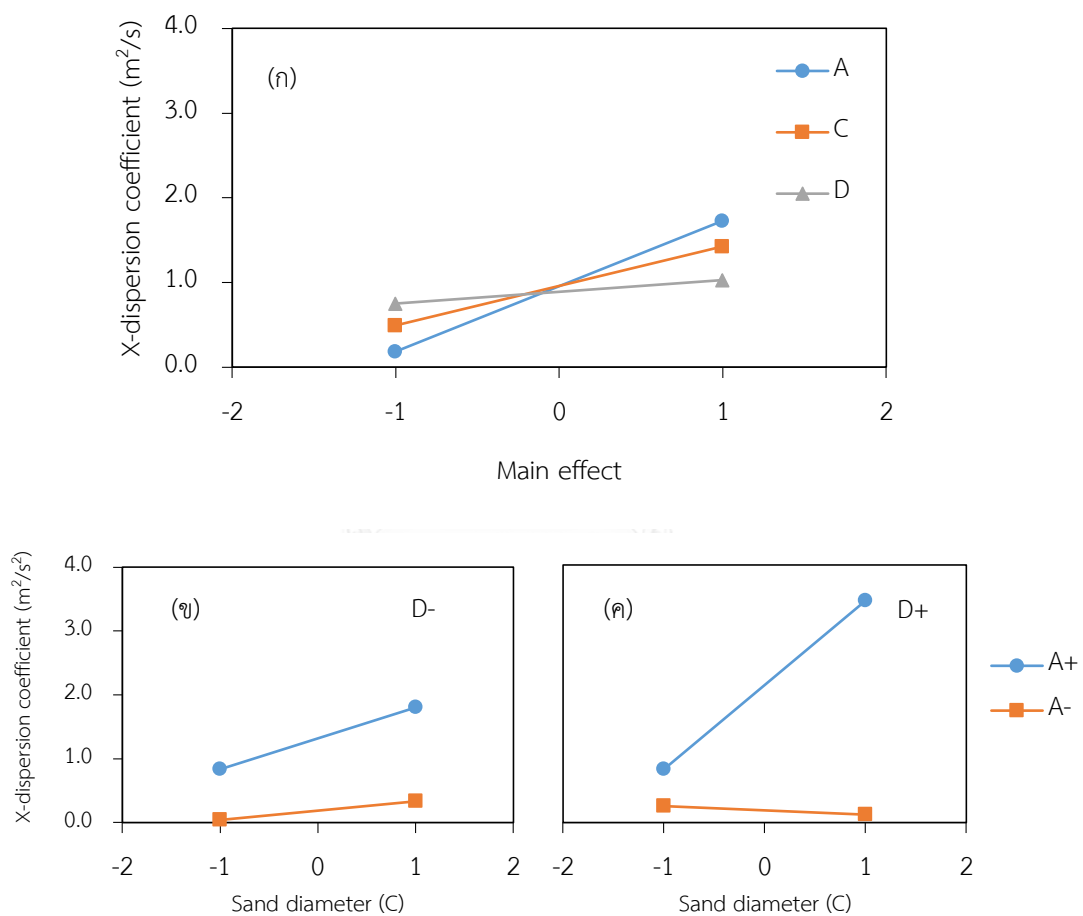 4.0
3.0
2.0
1.0
0.0
X-dispersion coefficient (m²/s)
(ก)
A
C
D
-2 -1 0 1 2
Main effect
4.0
3.0
2.0
1.0
0.0
X-dispersion coefficient (m²/s²)
(ข) D-
-2 -1 0 1 2
Sand diameter (C)
(ค) D+
-2 -1 0 1 2
Sand diameter (C)
A+
A-